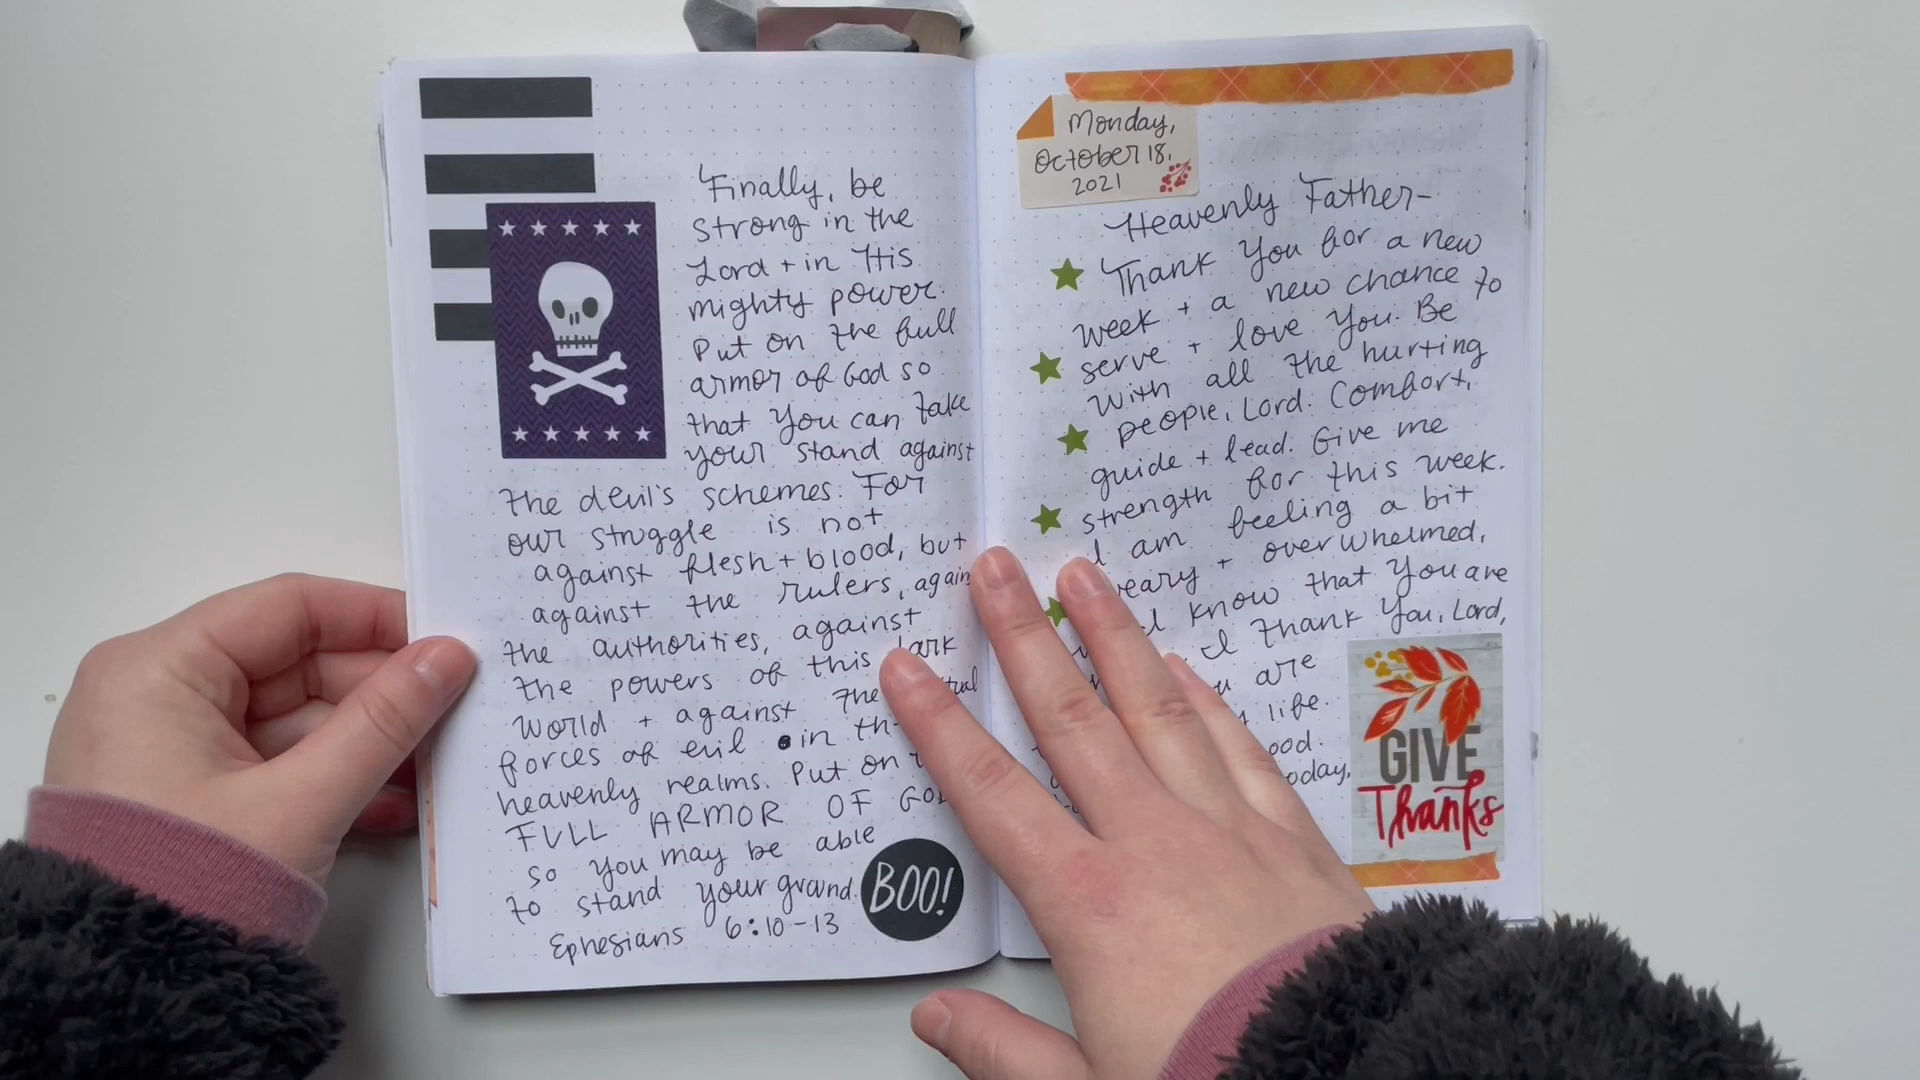 Finally, be
strong in the
Lord + in His
mighty power.
Put on the full
armor of God so
that you can take
your stand against
the devil's schemes. For
our struggle is not
against flesh + blood, but
against the rulers, again
the authorities, against
the powers of this dark
world + against the
forces of evil in th
heavenly realms. Put on
FULL ARMOR OF GO
so you may be able
to stand your ground.
Ephesians 6:10-13
BOO!
Monday,
October 18,
2021
Heavenly Father-
Thank You for a new
week + a new chance to
serve + love You. Be
with all the hurting
people, Lord. Comfort,
guide + lead. Give me
strength for this week.
I am feeling a bit
weary + overwhelmed,
I know that You are
I thank You, Lord,
are
life.
GIVE
Thanks